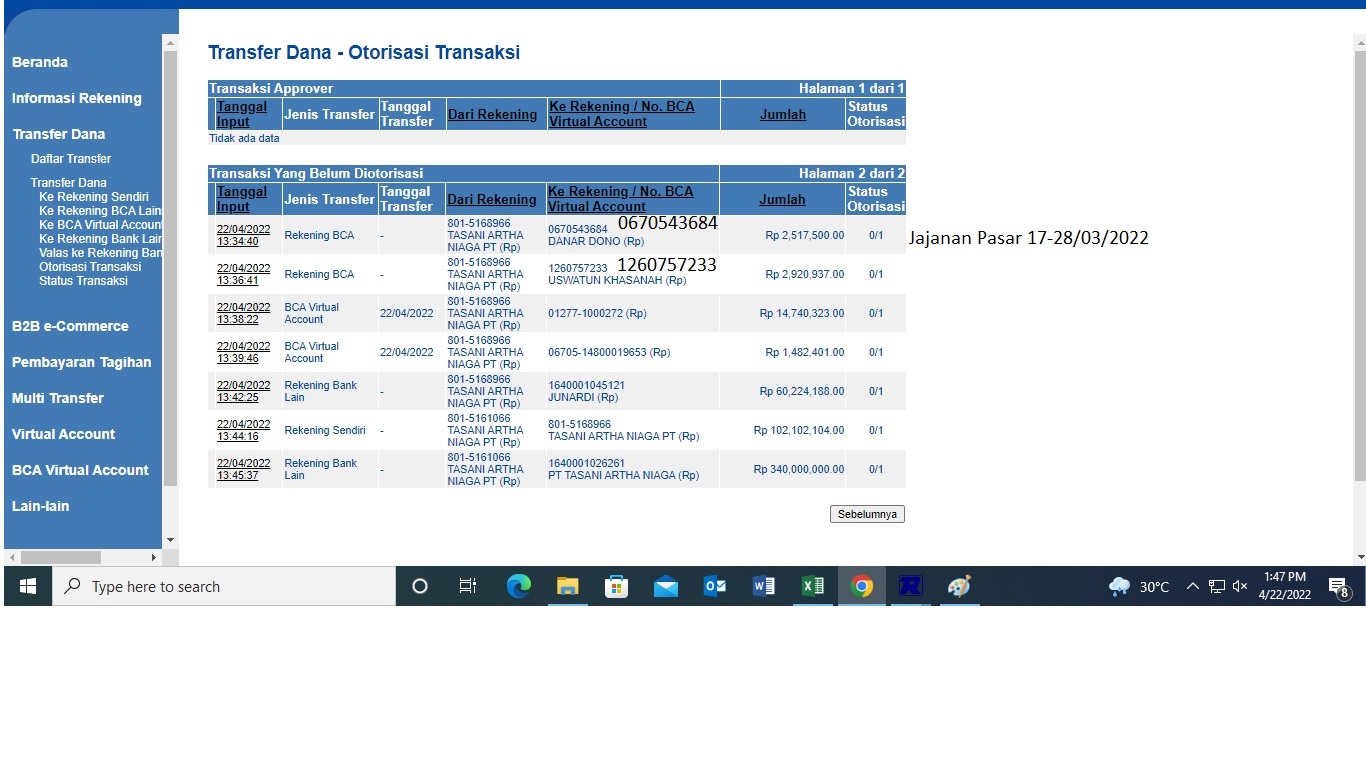 Beranda
Informasi Rekening
Transfer Dana
Daftar Transfer
Transfer Dana
Ke Rekening Sendiri
Ke Rekening BCA Lain
Ke BCA Virtual Account
Ke Rekening Bank Lain
Valas ke Rekening Ban
Otorisasi Transaksi
Status Transaksi
B2B e-Commerce
Pembayaran Tagihan
Multi Transfer
Virtual Account
BCA Virtual Account
Lain-lain
Transfer Dana - Otorisasi Transaksi
Transaksi Approver Halaman 1 dari 1
Tanggal Input Jenis Transfer Tanggal Transfer Dari Rekening Ke Rekening / No. BCA Virtual Account Jumlah Status Otorisasi
Tidak ada data
Transaksi Yang Belum Diotorisasi Halaman 2 dari 2
Tanggal Input Jenis Transfer Tanggal Transfer Dari Rekening Ke Rekening / No. BCA Virtual Account Jumlah Status Otorisasi
22/04/2022 13:34:40 Rekening BCA - 801-5168966 TASANI ARTHA NIAGA PT (Rp) 0670543684 DANAR DONO (Rp) 0670543684 Rp 2,517,500.00 0/1 Jajanan Pasar 17-28/03/2022
22/04/2022 13:36:41 Rekening BCA - 801-5168966 TASANI ARTHA NIAGA PT (Rp) 1260757233 USWATUN KHASANAH (Rp) 1260757233 Rp 2,920,937.00 0/1
22/04/2022 13:38:22 BCA Virtual Account 22/04/2022 801-5168966 TASANI ARTHA NIAGA PT (Rp) 01277-1000272 (Rp) Rp 14,740,323.00 0/1
22/04/2022 13:39:46 BCA Virtual Account 22/04/2022 801-5168966 TASANI ARTHA NIAGA PT (Rp) 06705-14800019653 (Rp) Rp 1,482,401.00 0/1
22/04/2022 13:42:25 Rekening Bank Lain - 801-5168966 TASANI ARTHA NIAGA PT (Rp) 1640001045121 JUNARDI (Rp) Rp 60,224,188.00 0/1
22/04/2022 13:44:16 Rekening Sendiri - 801-5161066 TASANI ARTHA NIAGA PT (Rp) 801-5168966 TASANI ARTHA NIAGA PT (Rp) Rp 102,102,104.00 0/1
22/04/2022 13:45:37 Rekening Bank Lain - 801-5161066 TASANI ARTHA NIAGA PT (Rp) 1640001026261 PT TASANI ARTHA NIAGA (Rp) Rp 340,000,000.00 0/1
Sebelumnya
Type here to search
30°C
1:47 PM
4/22/2022
8